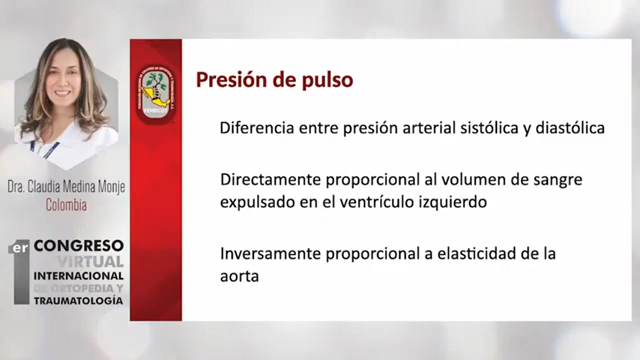 Presión de pulso
Diferencia entre presión arterial sistólica y diastólica
Directamente proporcional al volumen de sangre
expulsado en el ventrículo izquierdo
Inversamente proporcional a elasticidad de la
aorta
Dra. Claudia Medina Monje
Colombia
1er CONGRESO
VIRTUAL
INTERNACIONAL
DE ORTOPEDIA Y
TRAUMATOLOGÍA